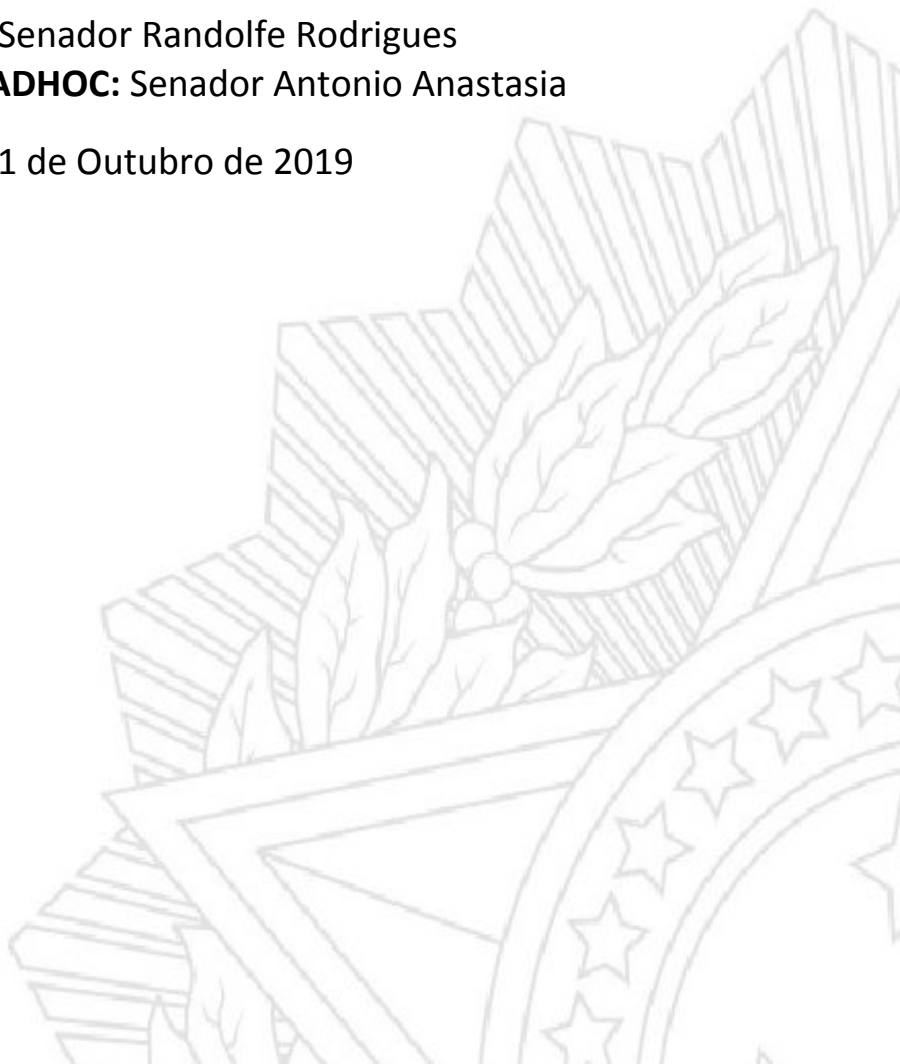 Senador Randolfe Rodrigues
ADHOC: Senador Antonio Anastasia
1 de Outubro de 2019